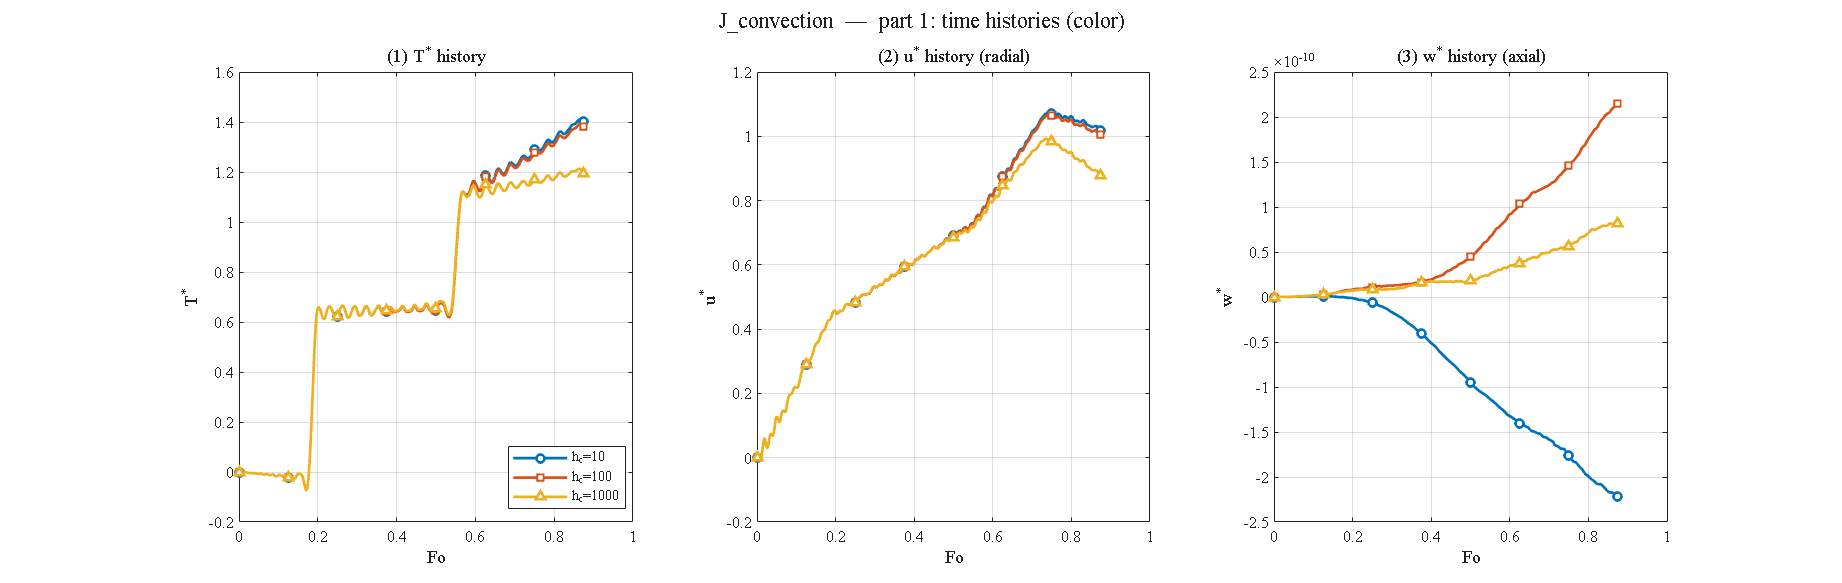 J_convection — part 1: time histories (color)
(1) T* history
1.6
1.4
1.2
1
0.8
0.6
0.4
0.2
0
-0.2
T*
0 0.2 0.4 0.6 0.8 1
Fo
h_c=10
h_c=100
h_c=1000
(2) u* history (radial)
1.2
1
0.8
0.6
0.4
0.2
0
-0.2
u*
0 0.2 0.4 0.6 0.8 1
Fo
(3) w* history (axial)
×10^-10
2.5
2
1.5
1
0.5
0
-0.5
-1
-1.5
-2
-2.5
w*
0 0.2 0.4 0.6 0.8 1
Fo